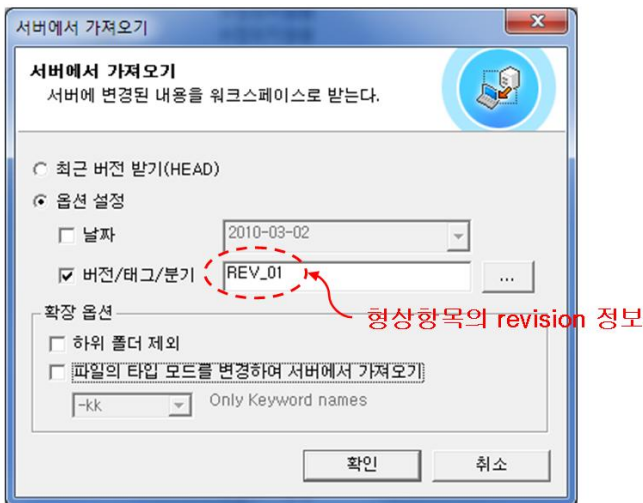 서버에서 가져오기
서버에서 가져오기
서버에 변경된 내용을 워크스페이스로 받는다.
최근 버전 받기(HEAD)
옵션 설정
날짜 2010-03-02
버전/태그/분기 REV_01 ...
형상항목의 revision 정보
확장 옵션
하위 폴더 제외
파일의 타입 모드를 변경하여 서버에서 가져오기
-kk Only Keyword names
확인 취소